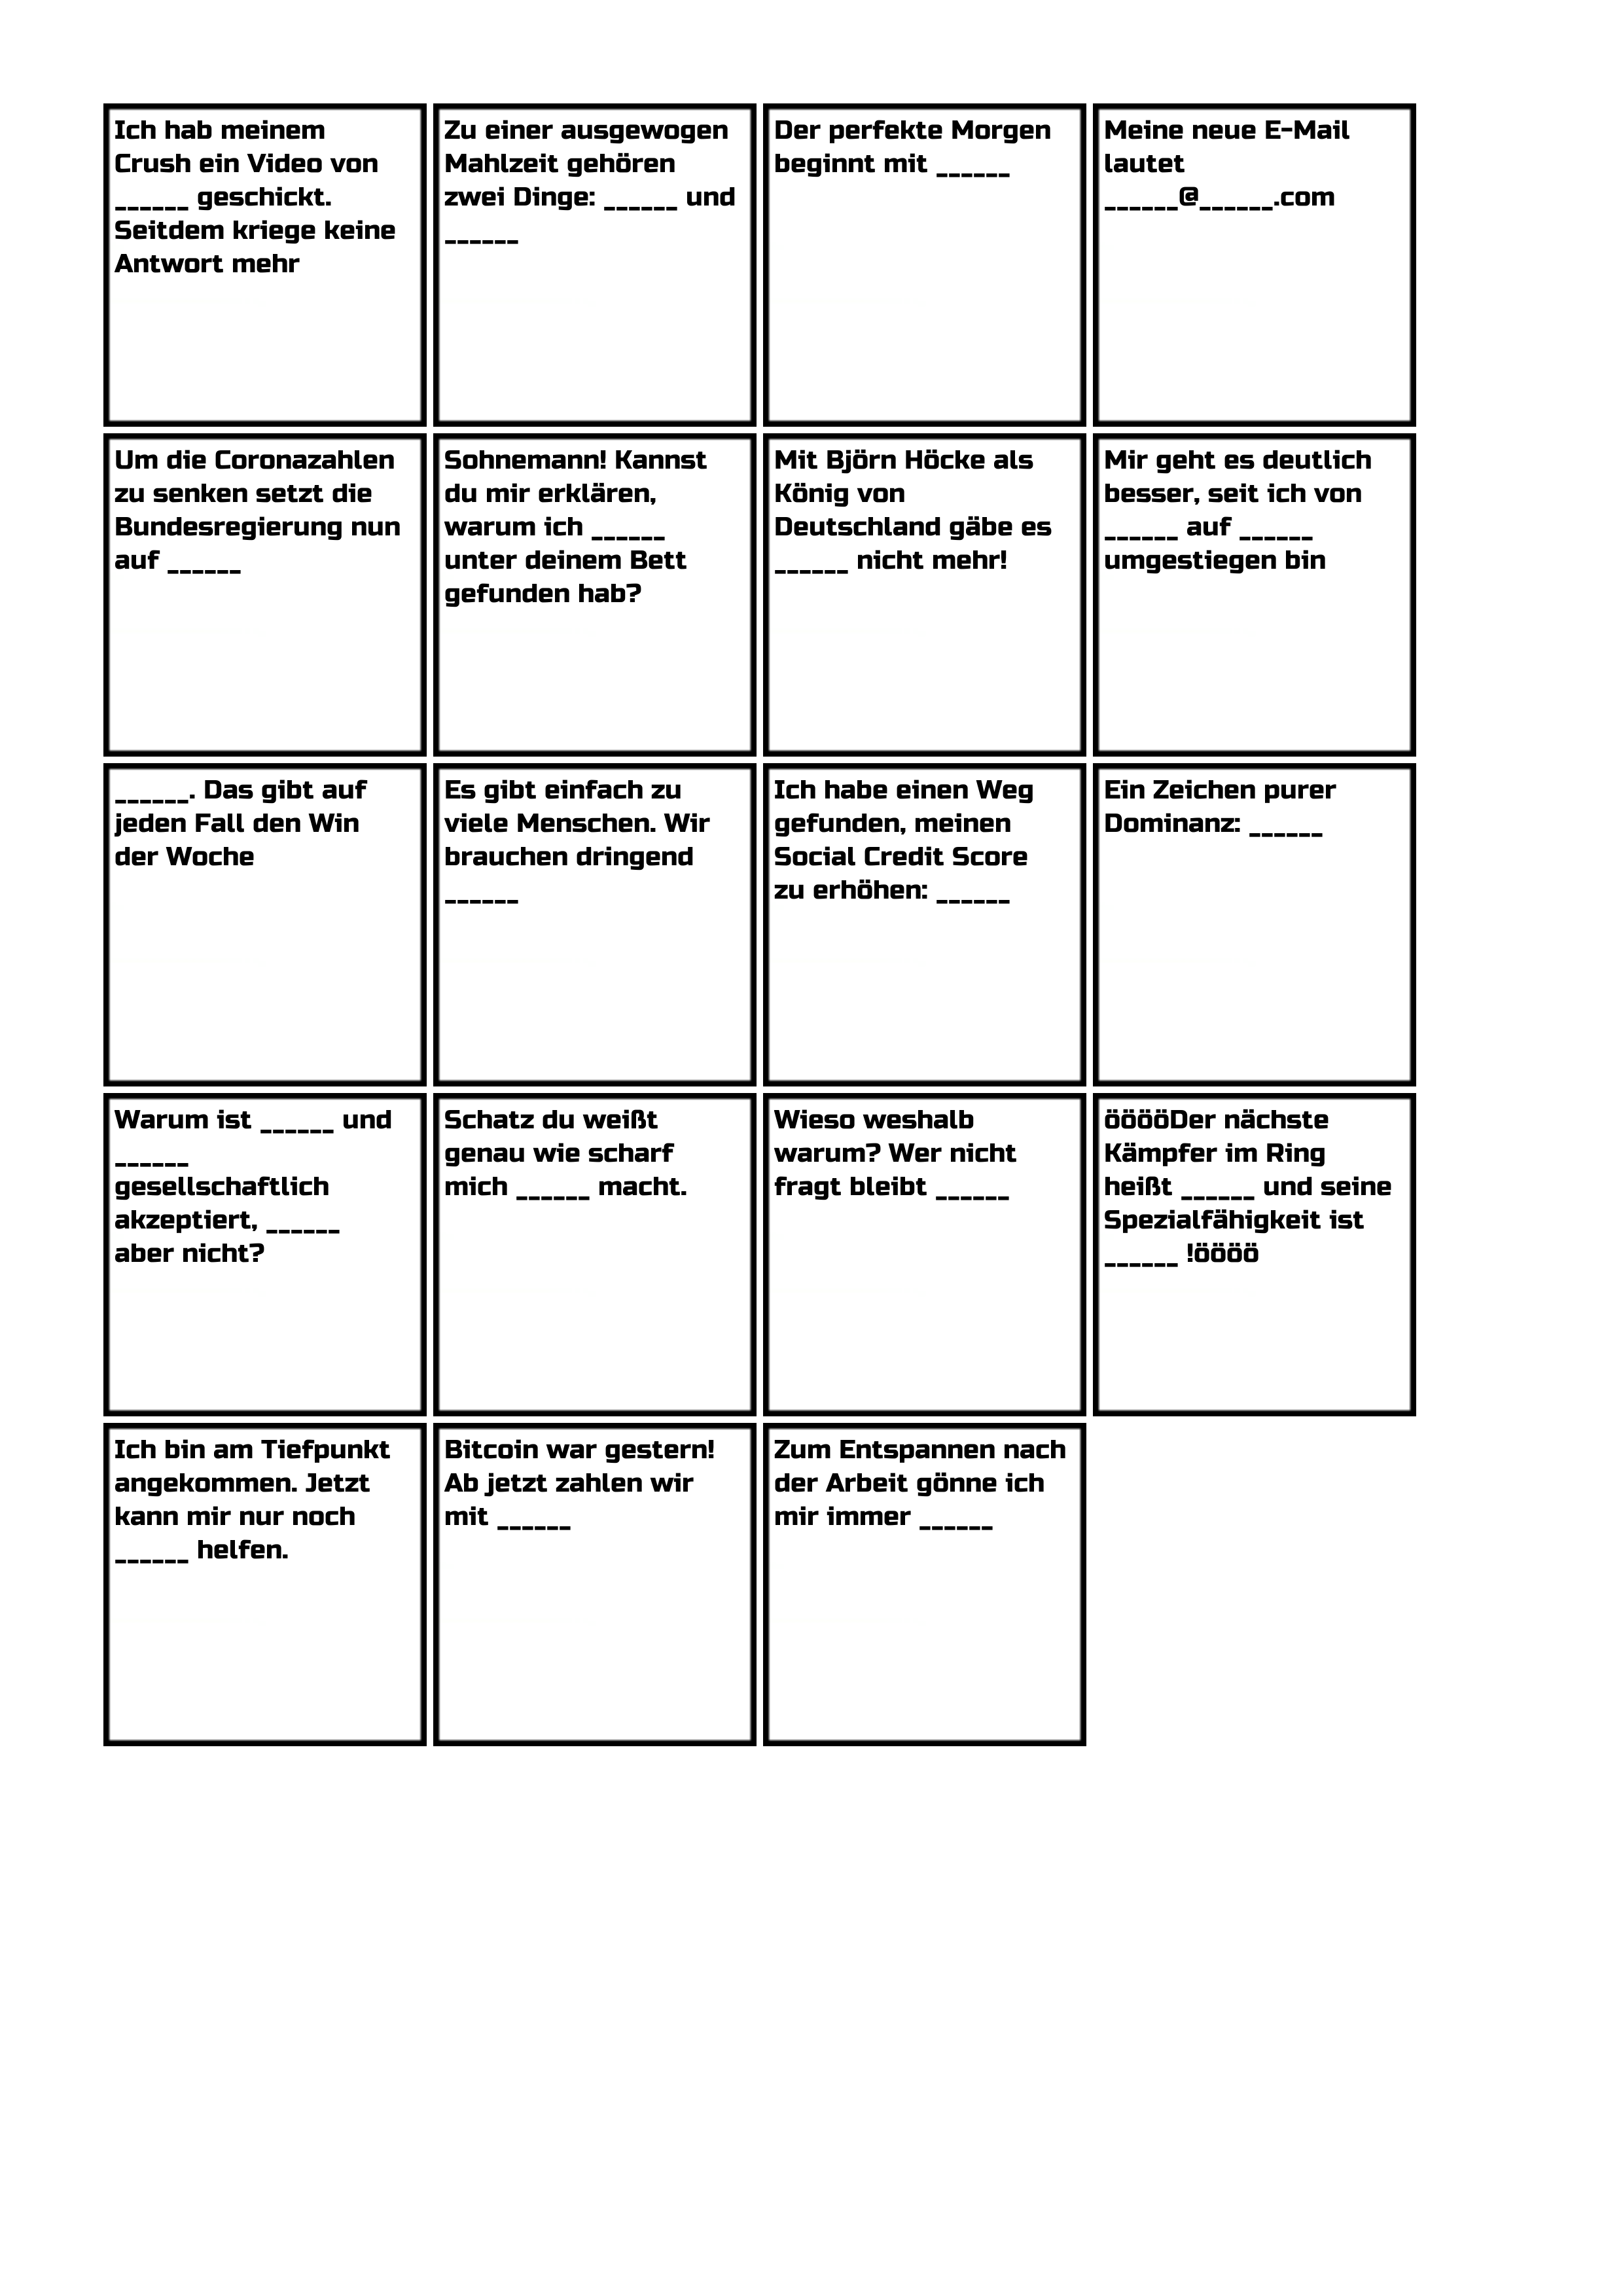 Ich hab meinem
Crush ein Video von
______ geschickt.
Seitdem kriege keine
Antwort mehr
Zu einer ausgewogen
Mahlzeit gehören
zwei Dinge: ______ und
______
Der perfekte Morgen
beginnt mit ______
Meine neue E-Mail
lautet
______@______.com
Um die Coronazahlen
zu senken setzt die
Bundesregierung nun
auf ______
Sohnemann! Kannst
du mir erklären,
warum ich ______
unter deinem Bett
gefunden hab?
Mit Björn Höcke als
König von
Deutschland gäbe es
______ nicht mehr!
Mir geht es deutlich
besser, seit ich von
______ auf ______
umgestiegen bin
______. Das gibt auf
jeden Fall den Win
der Woche
Es gibt einfach zu
viele Menschen. Wir
brauchen dringend
______
Ich habe einen Weg
gefunden, meinen
Social Credit Score
zu erhöhen: ______
Ein Zeichen purer
Dominanz: ______
Warum ist ______ und
______
gesellschaftlich
akzeptiert, ______
aber nicht?
Schatz du weißt
genau wie scharf
mich ______ macht.
Wieso weshalb
warum? Wer nicht
fragt bleibt ______
ööööDer nächste
Kämpfer im Ring
heißt ______ und seine
Spezialfähigkeit ist
______ !öööö
Ich bin am Tiefpunkt
angekommen. Jetzt
kann mir nur noch
______ helfen.
Bitcoin war gestern!
Ab jetzt zahlen wir
mit ______
Zum Entspannen nach
der Arbeit gönne ich
mir immer ______